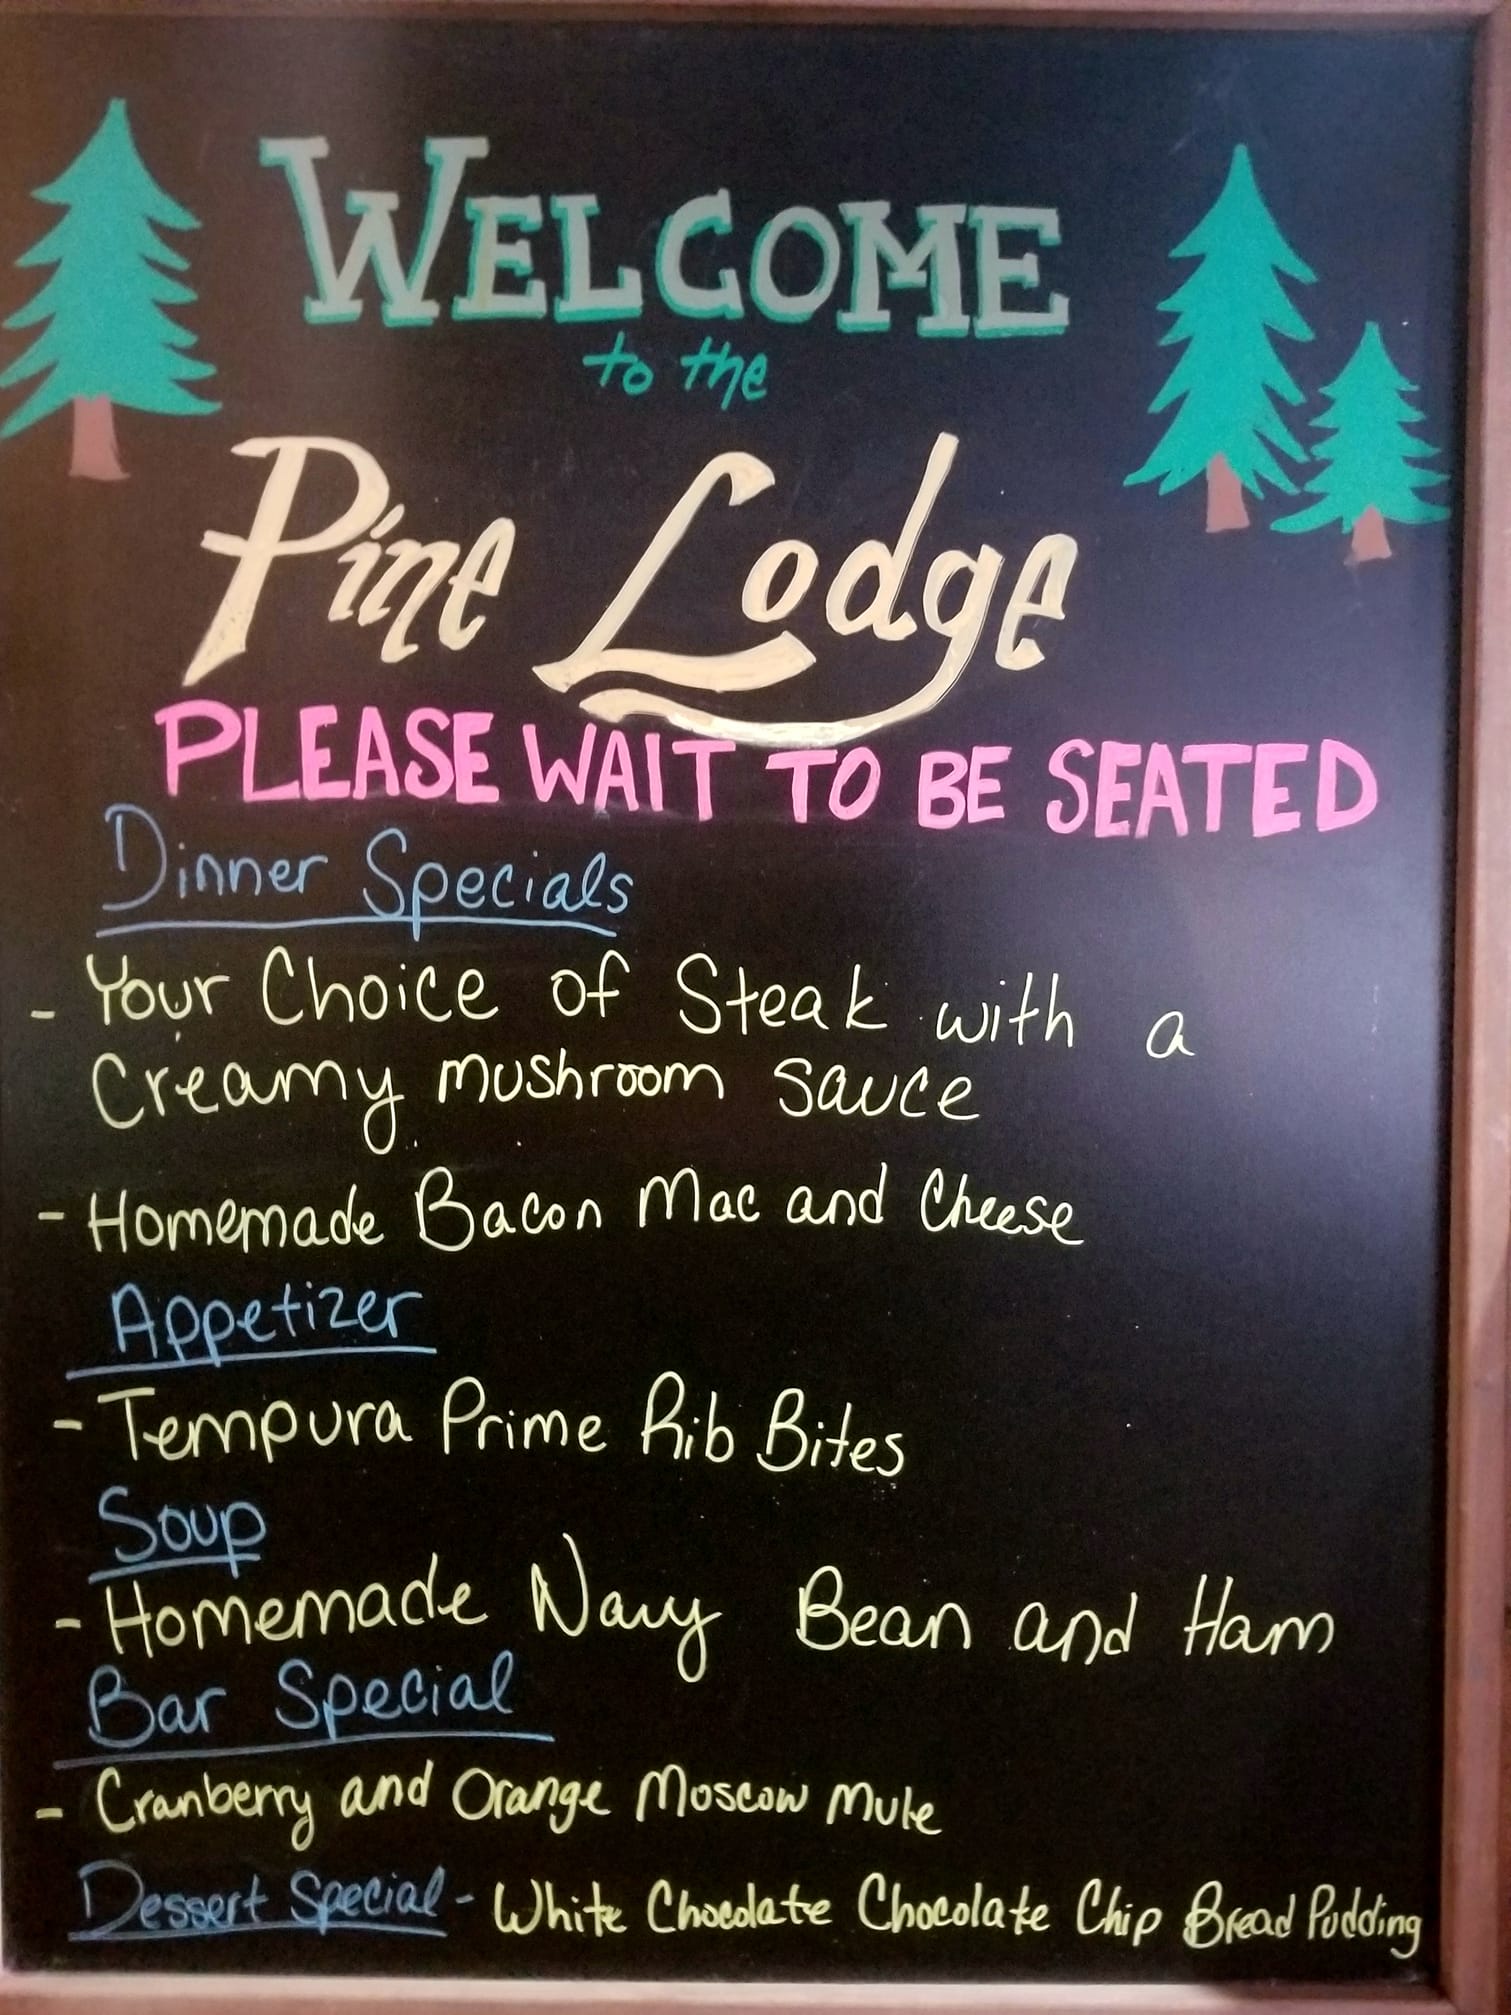 WELCOME
to the
Pine Lodge
PLEASE WAIT TO BE SEATED
Dinner Specials
- Your Choice of Steak with a
Creamy mushroom sauce
- Homemade Bacon Mac and Cheese
Appetizer
- Tempura Prime Rib Bites
Soup
- Homemade Navy Bean and Ham
Bar Special
- Cranberry and Orange Moscow Mule
Dessert Special - White Chocolate Chocolate Chip Bread Pudding